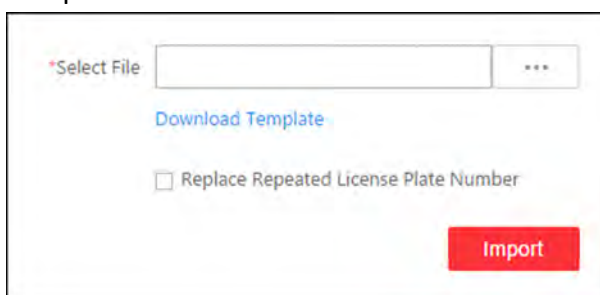 *Select File
...
Download Template
Replace Repeated License Plate Number
Import